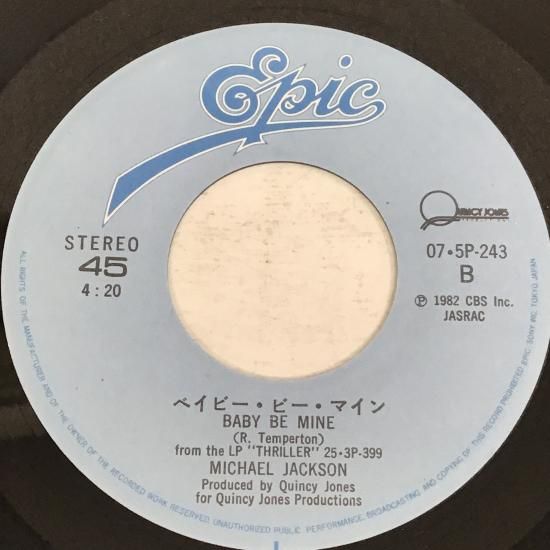 Epic
QUINCY JONES
STEREO
45
4:20
07・5P-243
B
Ⓟ 1982 CBS Inc.
JASRAC
ベイビー・ビー・マイン
BABY BE MINE
(R. Temperton)
from the LP "THRILLER" 25・3P-399
MICHAEL JACKSON
Produced by Quincy Jones
for Quincy Jones Productions
ALL RIGHTS OF THE MANUFACTURER AND OF THE OWNER OF THE RECORDED WORK RESERVED. UNAUTHORIZED PUBLIC PERFORMANCE, BROADCASTING AND COPYING OF THIS RECORD PROHIBITED EPIC/SONY INC. TOKYO JAPAN